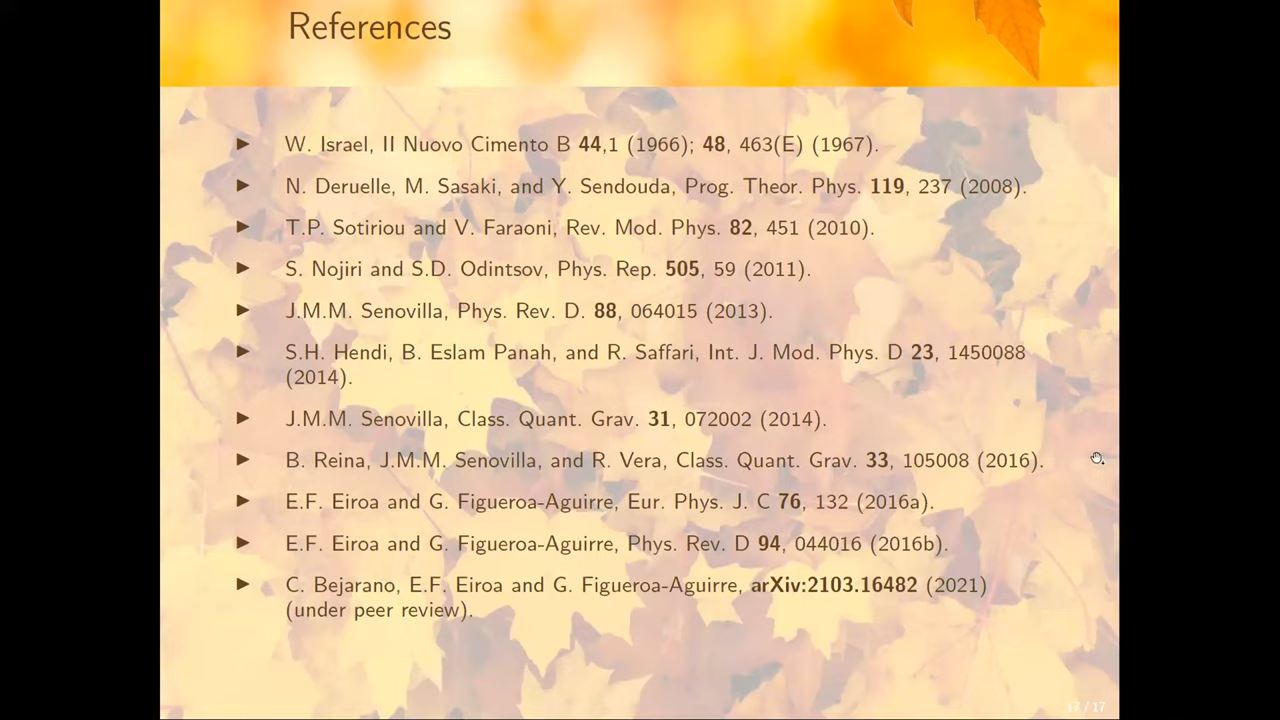 References
▶ W. Israel, II Nuovo Cimento B 44,1 (1966); 48, 463(E) (1967).
▶ N. Deruelle, M. Sasaki, and Y. Sendouda, Prog. Theor. Phys. 119, 237 (2008).
▶ T.P. Sotiriou and V. Faraoni, Rev. Mod. Phys. 82, 451 (2010).
▶ S. Nojiri and S.D. Odintsov, Phys. Rep. 505, 59 (2011).
▶ J.M.M. Senovilla, Phys. Rev. D. 88, 064015 (2013).
▶ S.H. Hendi, B. Eslam Panah, and R. Saffari, Int. J. Mod. Phys. D 23, 1450088
(2014).
▶ J.M.M. Senovilla, Class. Quant. Grav. 31, 072002 (2014).
▶ B. Reina, J.M.M. Senovilla, and R. Vera, Class. Quant. Grav. 33, 105008 (2016).
▶ E.F. Eiroa and G. Figueroa-Aguirre, Eur. Phys. J. C 76, 132 (2016a).
▶ E.F. Eiroa and G. Figueroa-Aguirre, Phys. Rev. D 94, 044016 (2016b).
▶ C. Bejarano, E.F. Eiroa and G. Figueroa-Aguirre, arXiv:2103.16482 (2021)
(under peer review).
17 / 17